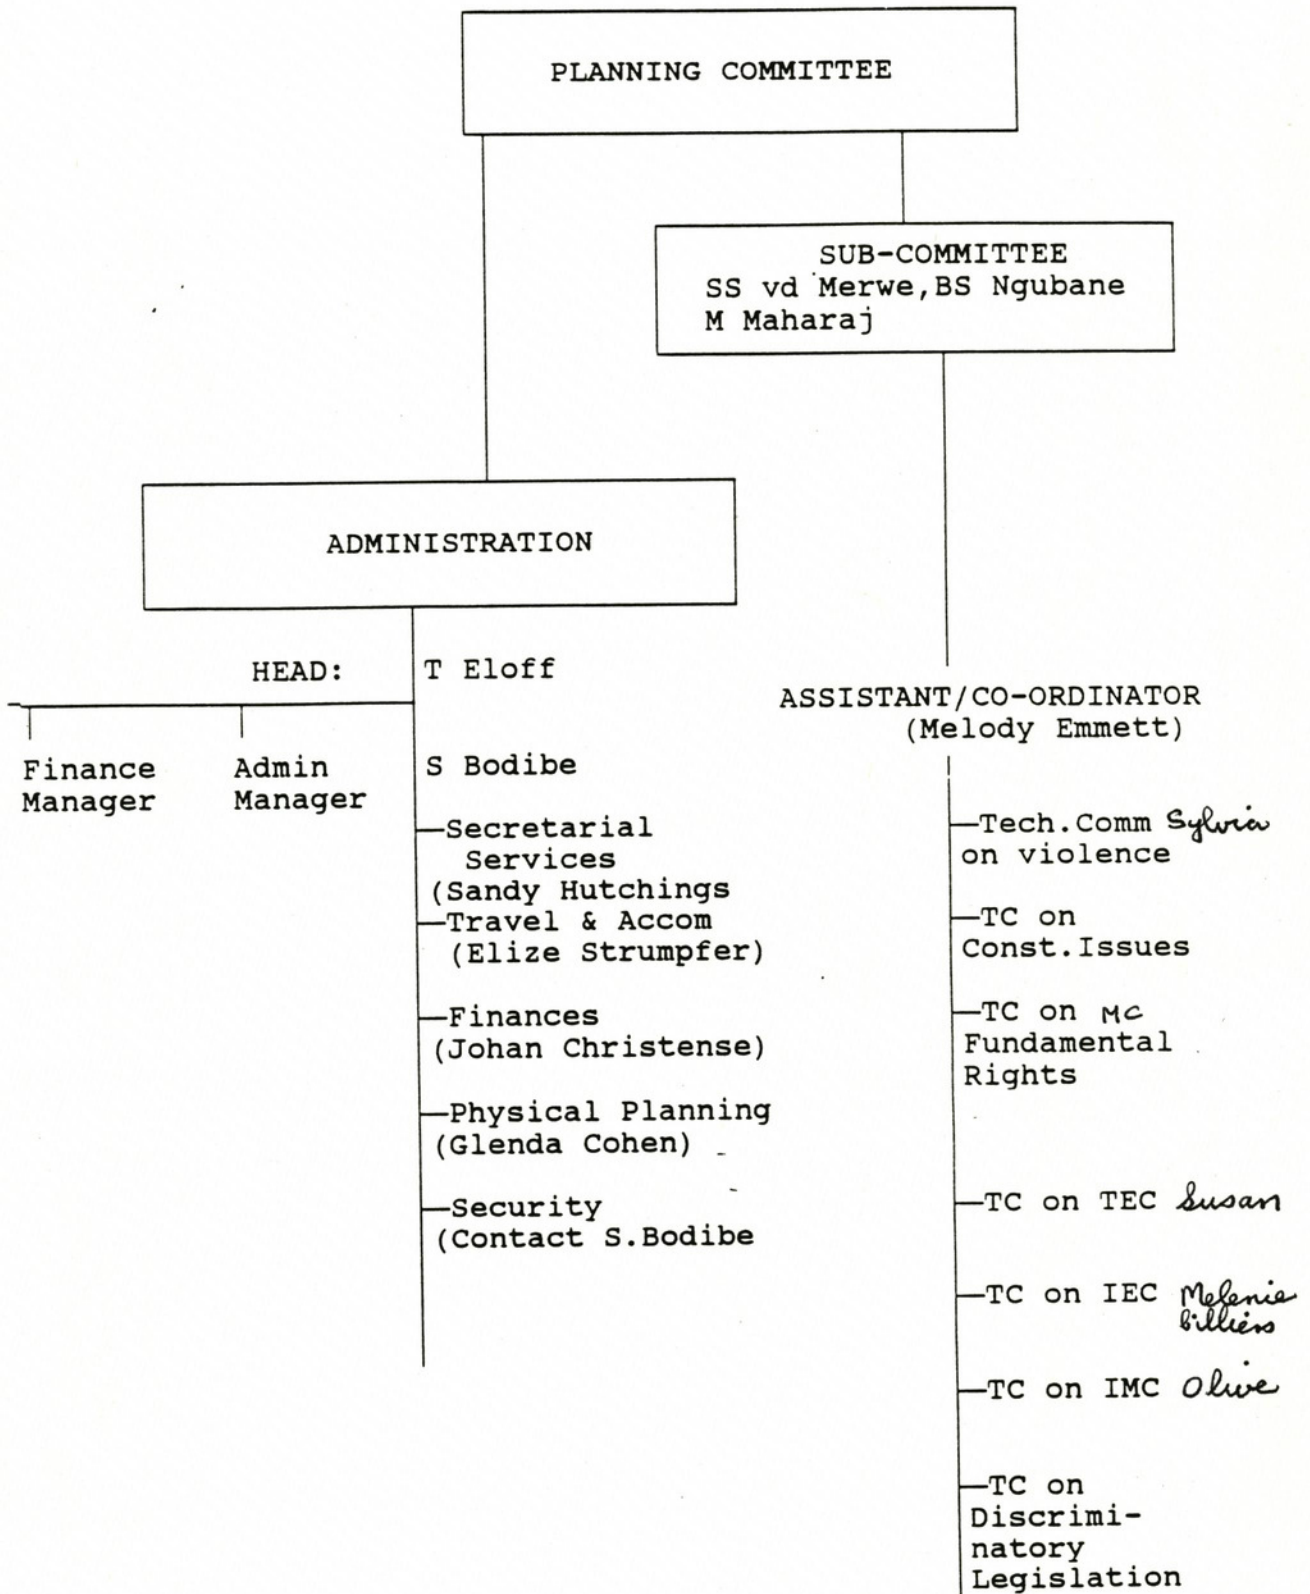 PLANNING COMMITTEE
SUB-COMMITTEE
SS vd Merwe,BS Ngubane
M Maharaj
ADMINISTRATION
HEAD: T Eloff
Finance
Manager
Admin
Manager
S Bodibe
Secretarial
Services
(Sandy Hutchings
Travel & Accom
(Elize Strumpfer)
Finances
(Johan Christense)
Physical Planning
(Glenda Cohen)
Security
(Contact S.Bodibe
ASSISTANT/CO-ORDINATOR
(Melody Emmett)
Tech.Comm Sylvia
on violence
TC on
Const.Issues
TC on MC
Fundamental
Rights
TC on TEC Susan
TC on IEC Melenie
TC on IMC Olive
TC on
Discrimi-
natory
Legislation